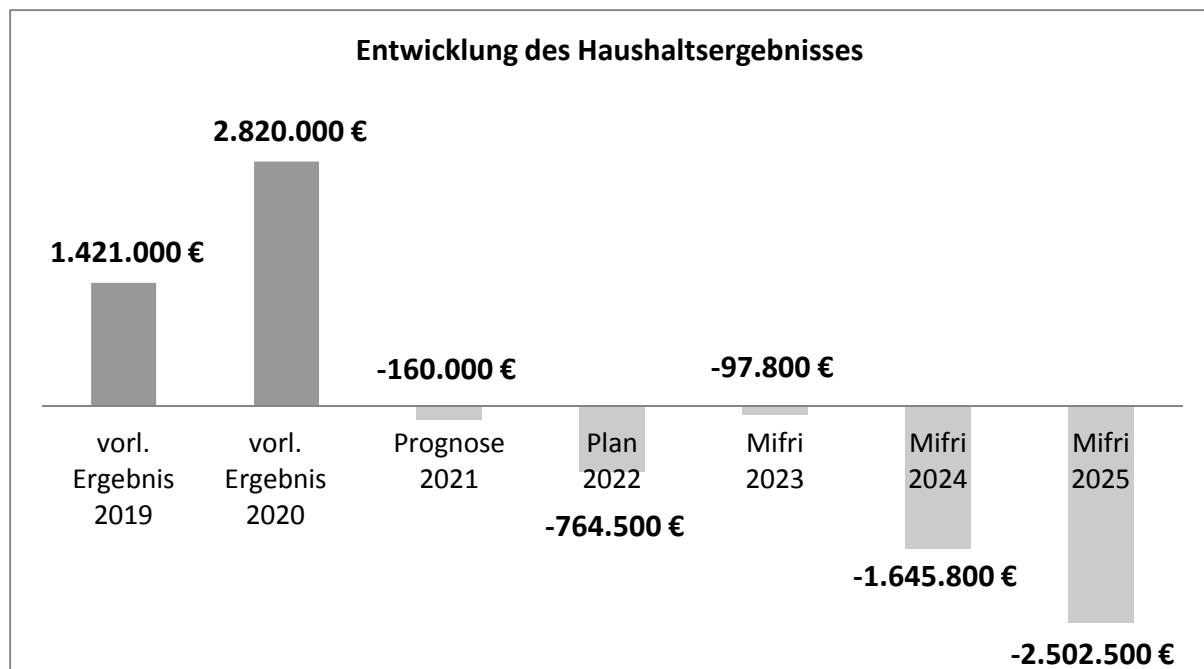 Entwicklung des Haushaltsergebnisses
2.820.000 €
1.421.000 €
-160.000 €
-97.800 €
vorl.
Ergebnis
2019
vorl.
Ergebnis
2020
Prognose
2021
Plan
2022
Mifri
2023
Mifri
2024
Mifri
2025
-764.500 €
-1.645.800 €
-2.502.500 €